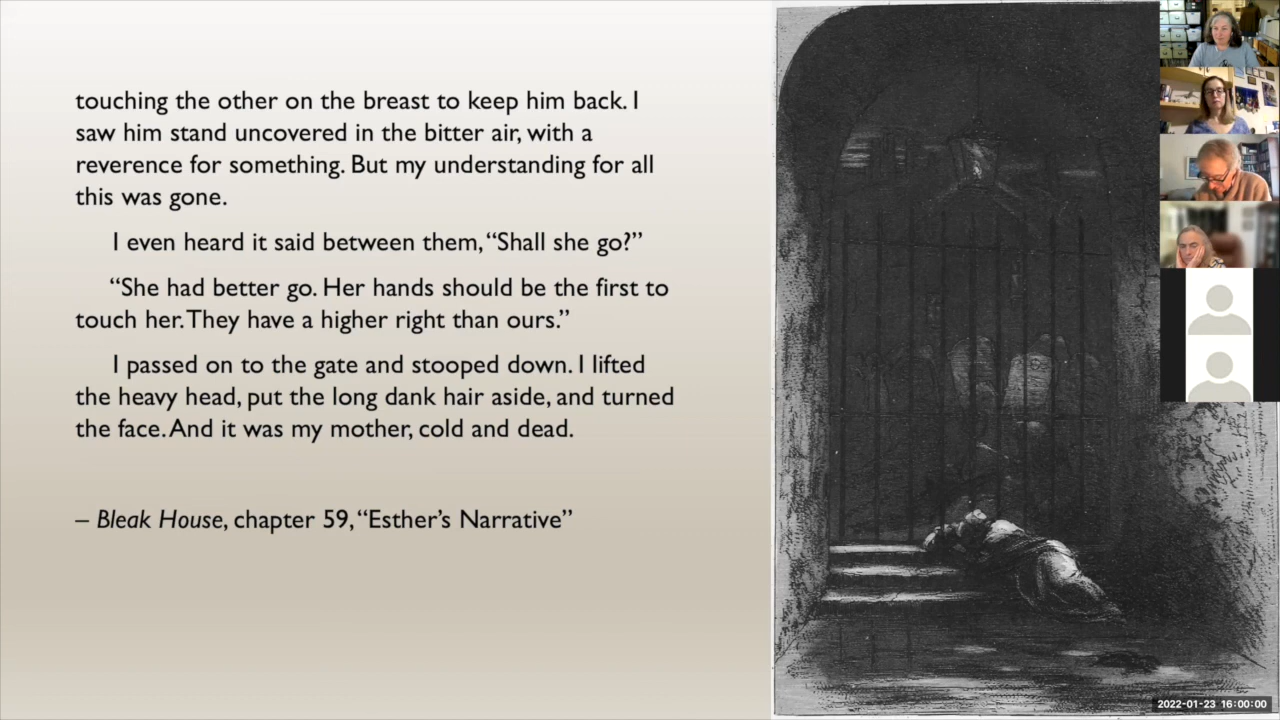 touching the other on the breast to keep him back. I
saw him stand uncovered in the bitter air, with a
reverence for something. But my understanding for all
this was gone.
I even heard it said between them, “Shall she go?”
“She had better go. Her hands should be the first to
touch her. They have a higher right than ours.”
I passed on to the gate and stooped down. I lifted
the heavy head, put the long dank hair aside, and turned
the face. And it was my mother, cold and dead.
– Bleak House, chapter 59, “Esther’s Narrative”
2022-01-23 16:00:00